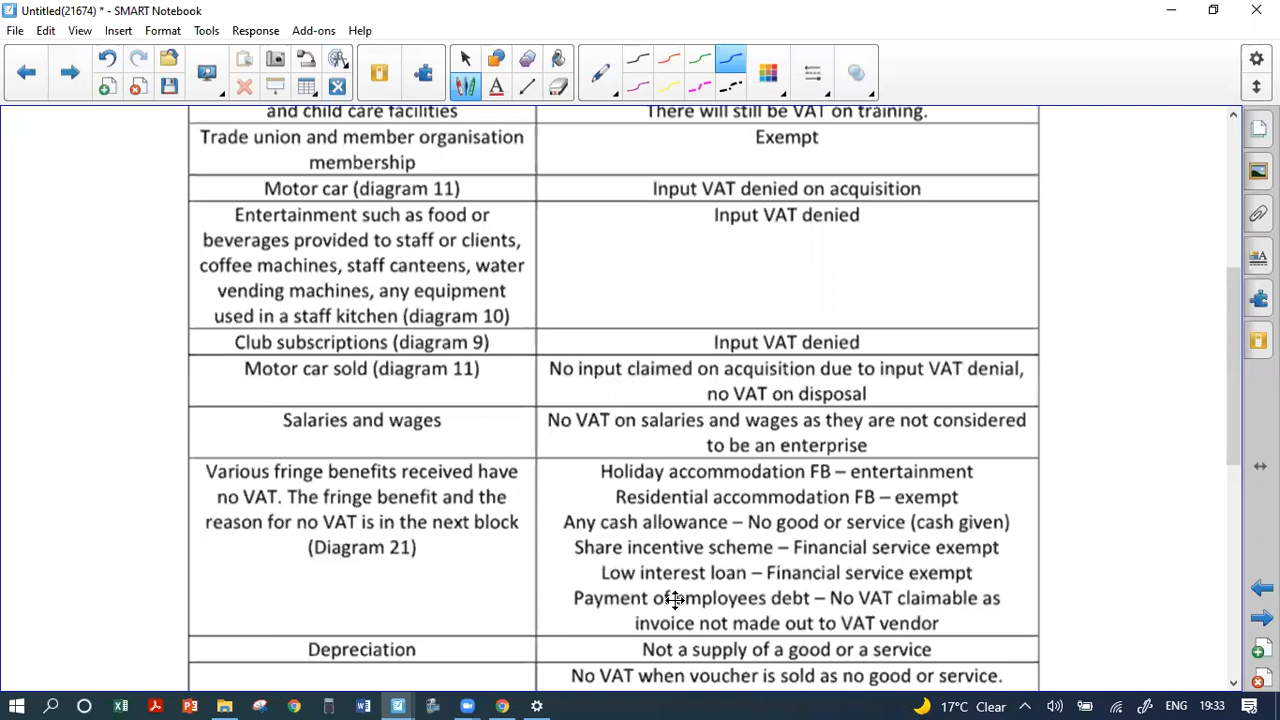 Untitled(21674) * - SMART Notebook
File Edit View Insert Format Tools Response Add-ons Help
and child care facilities
There will still be VAT on training.
Trade union and member organisation
membership
Exempt
Motor car (diagram 11)
Input VAT denied on acquisition
Entertainment such as food or
beverages provided to staff or clients,
coffee machines, staff canteens, water
vending machines, any equipment
used in a staff kitchen (diagram 10)
Input VAT denied
Club subscriptions (diagram 9)
Input VAT denied
Motor car sold (diagram 11)
No input claimed on acquisition due to input VAT denial,
no VAT on disposal
Salaries and wages
No VAT on salaries and wages as they are not considered
to be an enterprise
Various fringe benefits received have
no VAT. The fringe benefit and the
reason for no VAT is in the next block
(Diagram 21)
Holiday accommodation FB – entertainment
Residential accommodation FB – exempt
Any cash allowance – No good or service (cash given)
Share incentive scheme – Financial service exempt
Low interest loan – Financial service exempt
Payment of employees debt – No VAT claimable as
invoice not made out to VAT vendor
Depreciation
Not a supply of a good or a service
No VAT when voucher is sold as no good or service.
17°C Clear
ENG
19:33